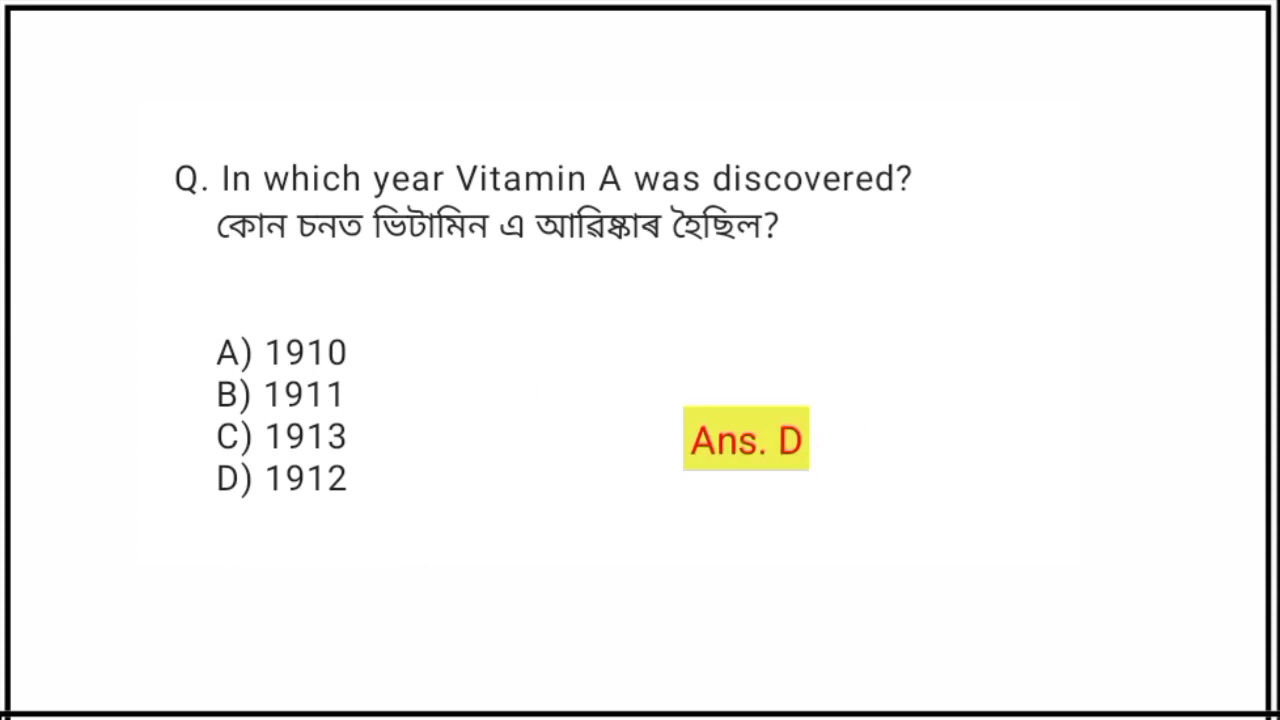 Q. In which year Vitamin A was discovered?
কোন চনত ভিটামিন এ আৱিষ্কাৰ হৈছিল?
A) 1910
B) 1911
C) 1913
D) 1912
Ans. D